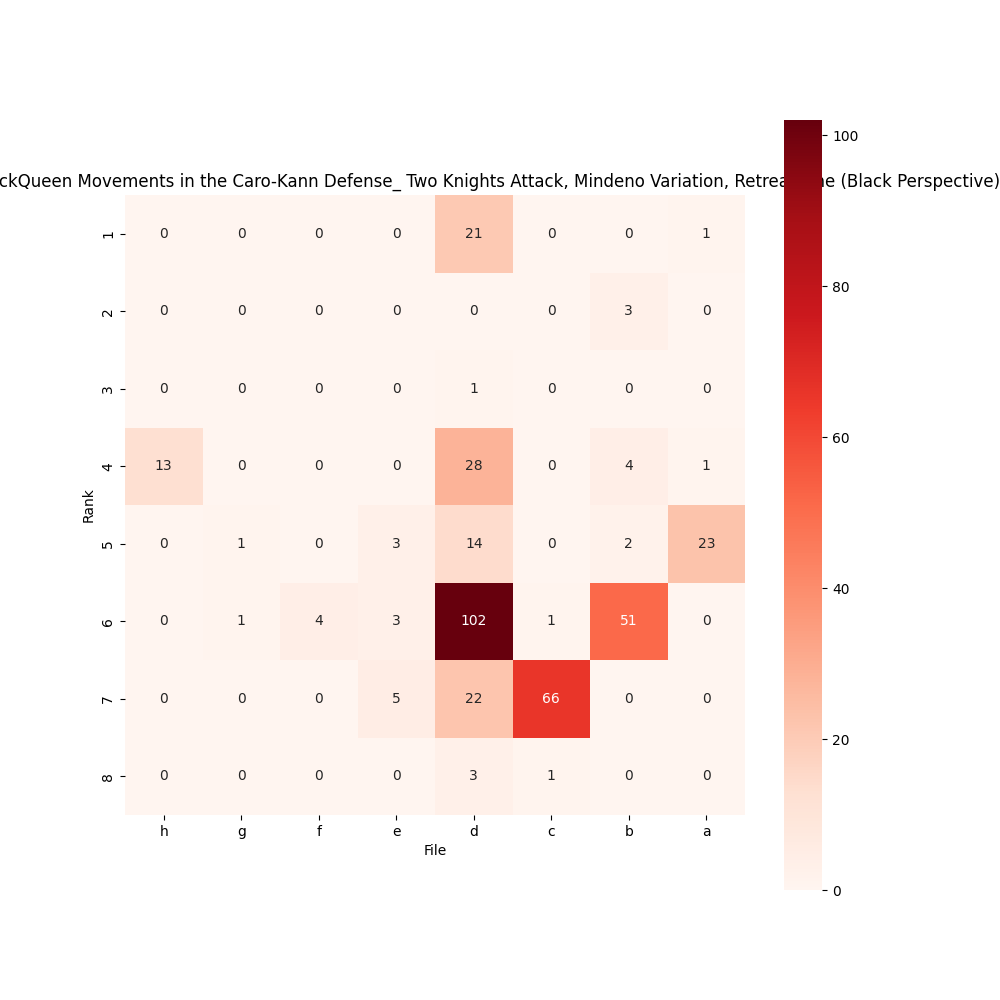 100
ckQueen Movements in the Caro-Kann Defense_ Two Knights Attack, Mindeno Variation, Retrea ne (Black Perspective)
1 0 0 0 0 21 0 0 1
80
2 0 0 0 0 0 0 3 0
3 0 0 0 0 1 0 0 0
60
4 13 0 0 0 28 0 4 1
Rank
5 0 1 0 3 14 0 2 23
40
6 0 1 4 3 102 1 51 0
7 0 0 0 5 22 66 0 0
20
8 0 0 0 0 3 1 0 0
h g f e d c b a
File
0